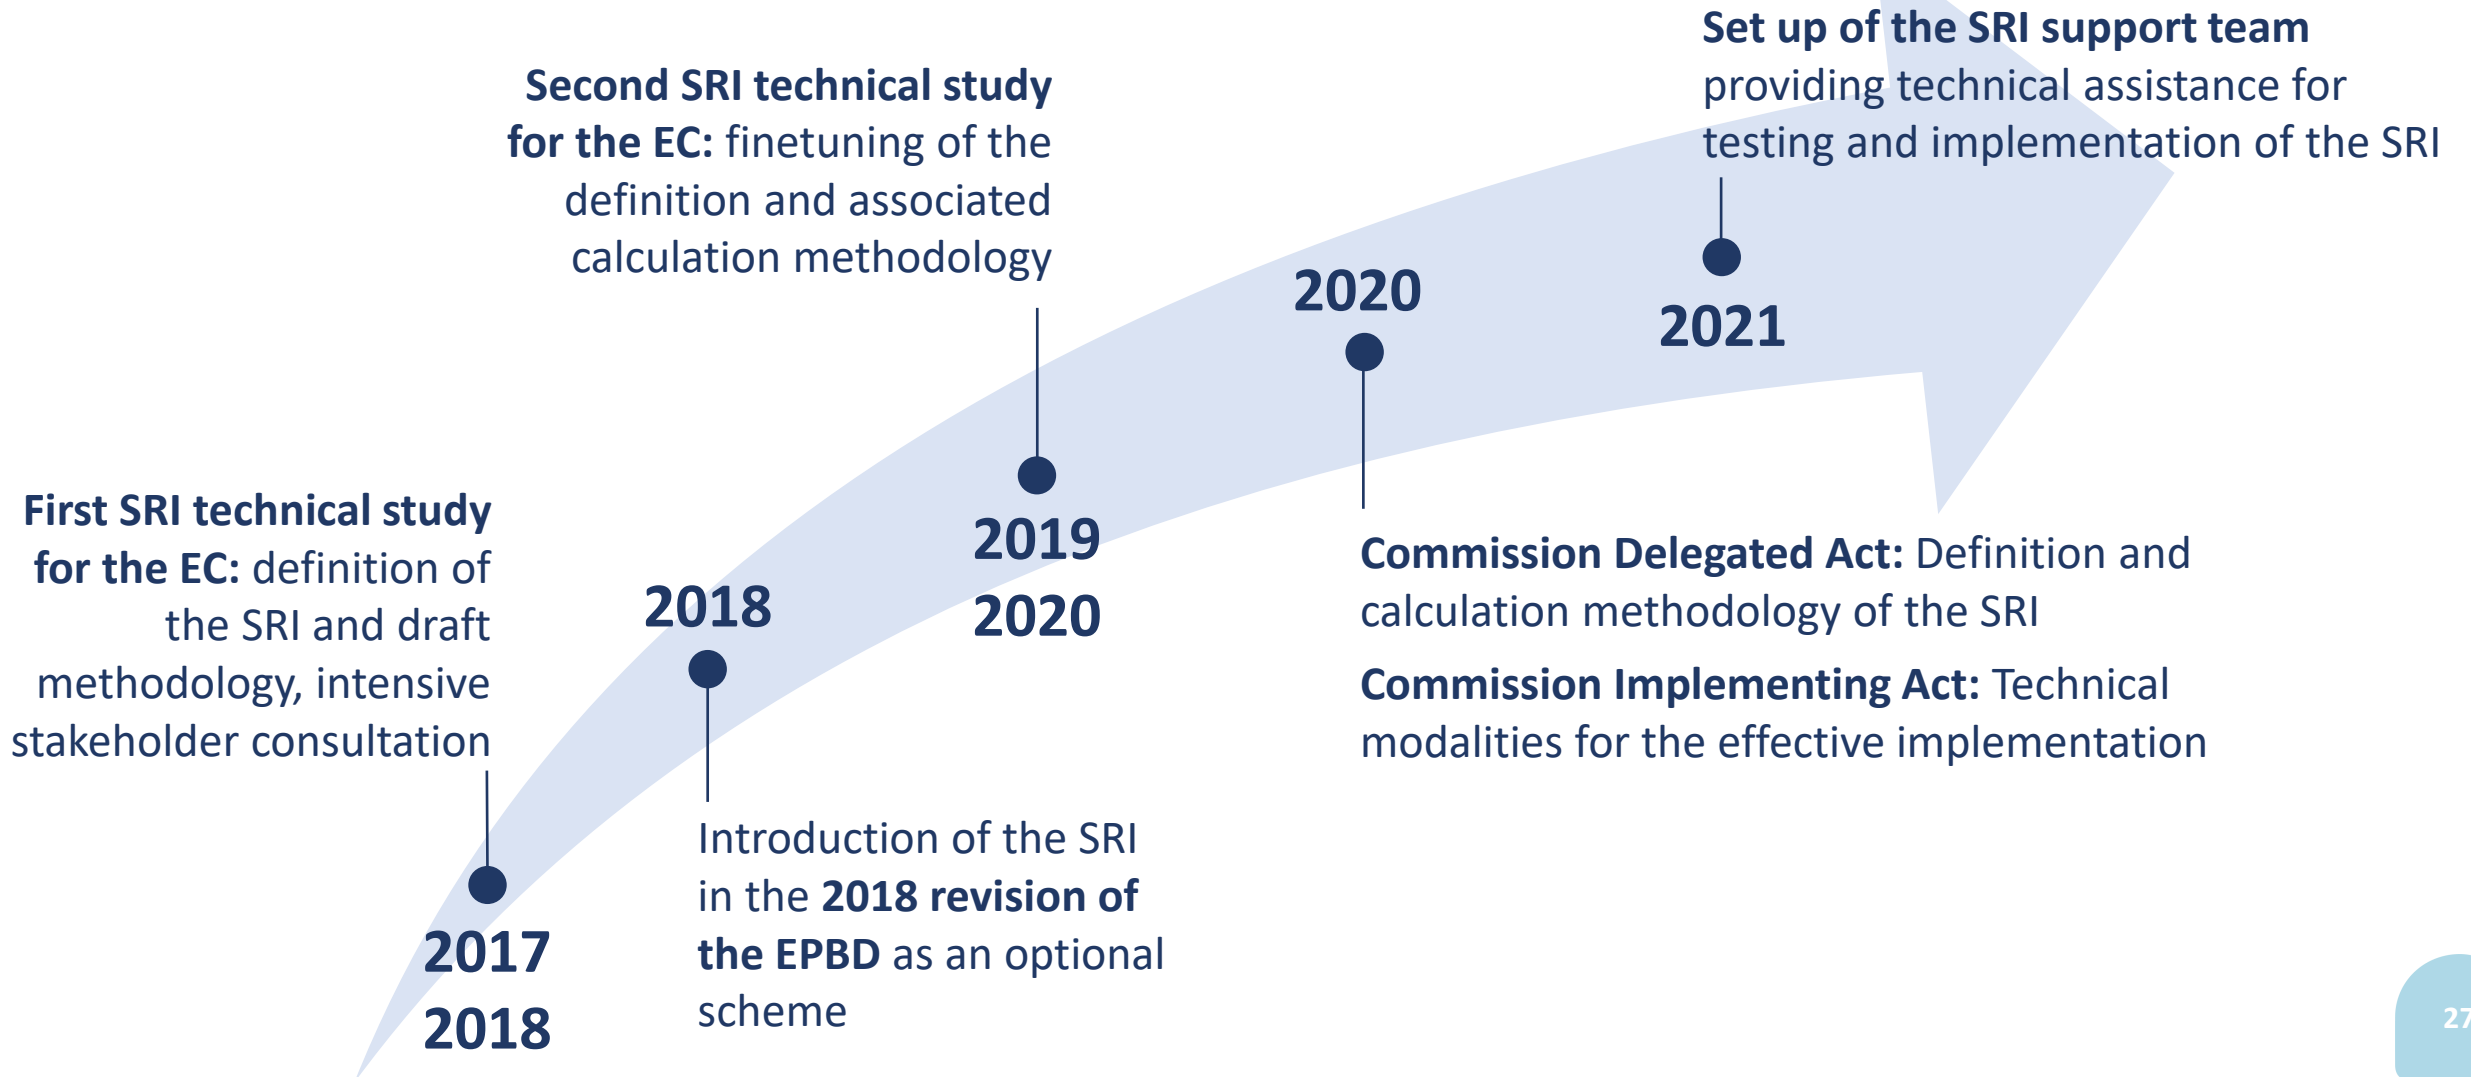 First SRI technical study
for the EC: definition of
the SRI and draft
methodology, intensive
stakeholder consultation
2017
2018
2018
Introduction of the SRI
in the 2018 revision of
the EPBD as an optional
scheme
Second SRI technical study
for the EC: finetuning of the
definition and associated
calculation methodology
2019
2020
2020
Commission Delegated Act: Definition and
calculation methodology of the SRI
Commission Implementing Act: Technical
modalities for the effective implementation
Set up of the SRI support team
providing technical assistance for
testing and implementation of the SRI
2021
27